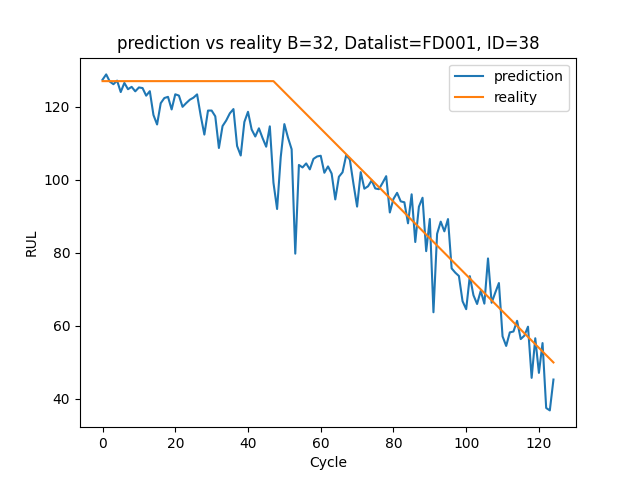 prediction vs reality B=32, Datalist=FD001, ID=38
prediction
reality
RUL
120
100
80
60
40
0 20 40 60 80 100 120
Cycle